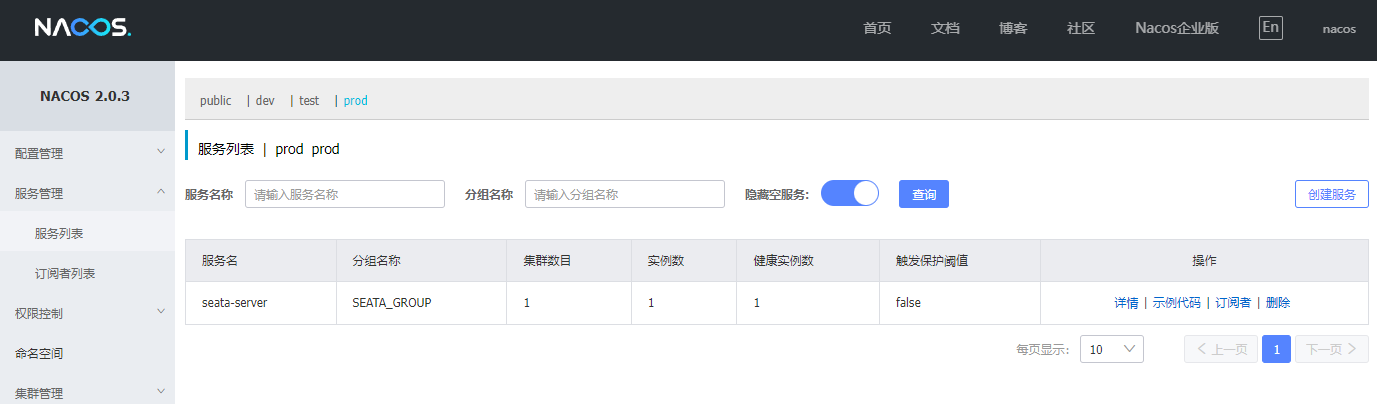 NACOS.
首页 文档 博客 社区 Nacos企业版 En nacos
NACOS 2.0.3
配置管理
服务管理
服务列表
订阅者列表
权限控制
命名空间
集群管理
public | dev | test | prod
服务列表 | prod prod
服务名称 请输入服务名称 分组名称 请输入分组名称 隐藏空服务: 查询 创建服务
服务名 分组名称 集群数目 实例数 健康实例数 触发保护阈值 操作
seata-server SEATA_GROUP 1 1 1 false 详情 | 示例代码 | 订阅者 | 删除
每页显示: 10 上一页 1 下一页